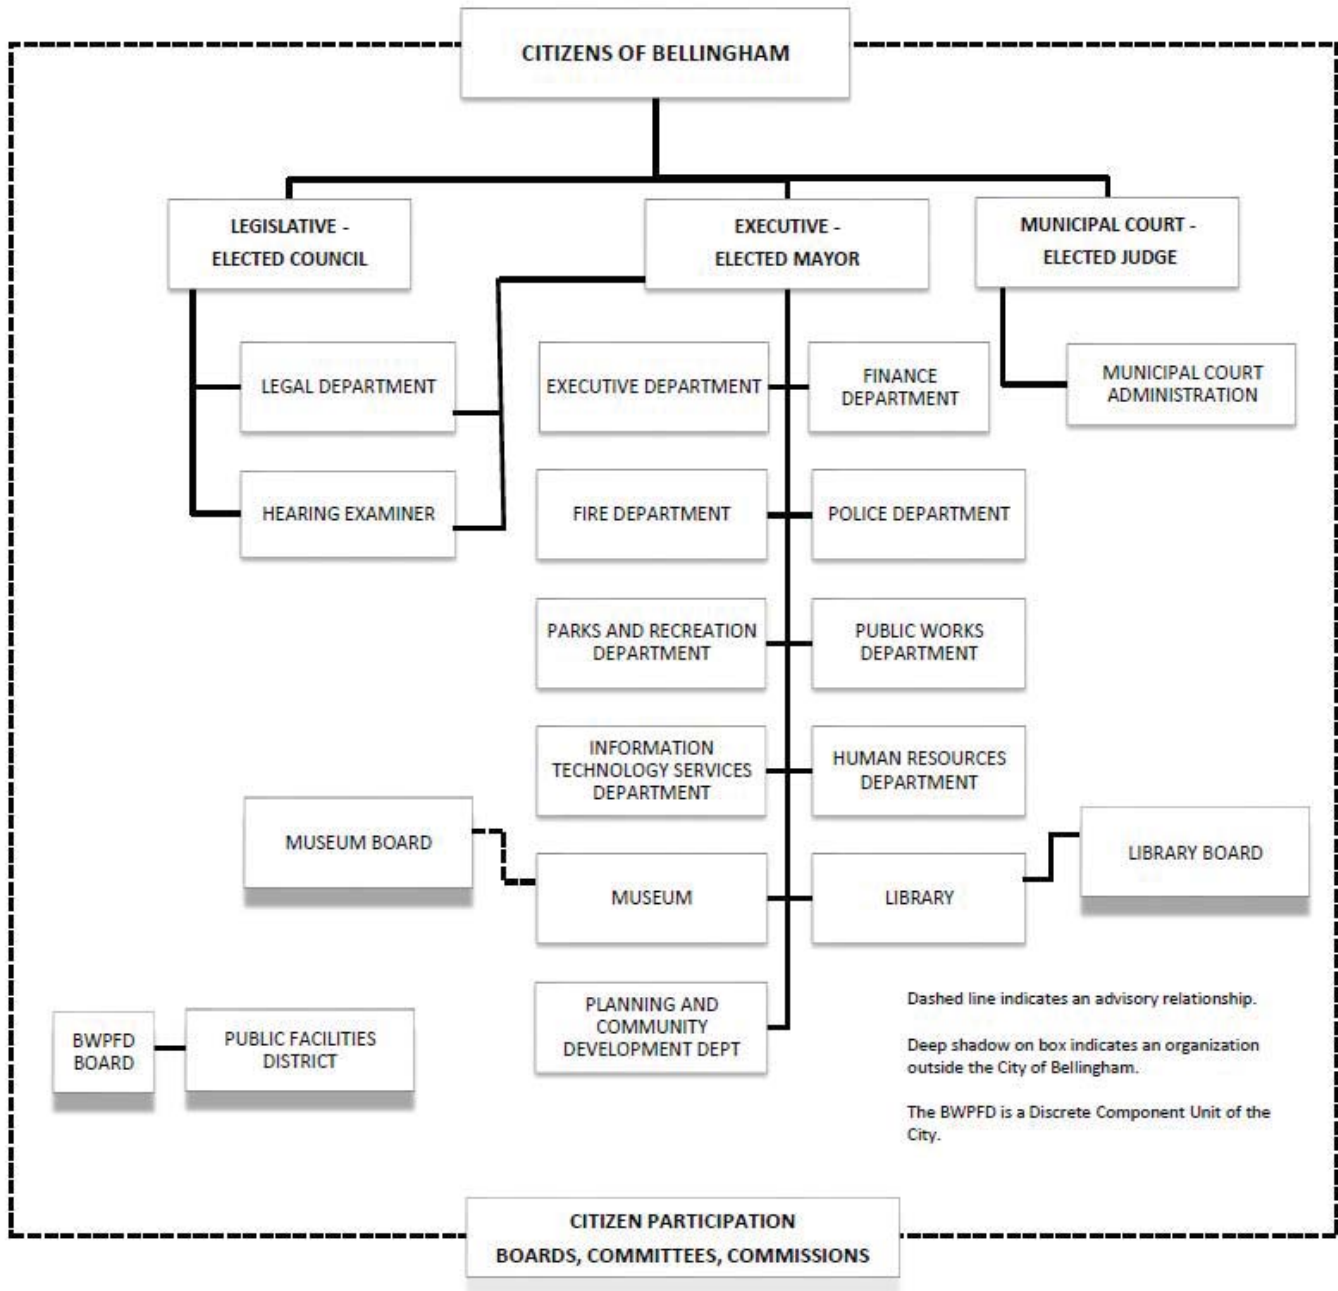 CITIZENS OF BELLINGHAM
LEGISLATIVE -
ELECTED COUNCIL
EXECUTIVE -
ELECTED MAYOR
MUNICIPAL COURT -
ELECTED JUDGE
LEGAL DEPARTMENT
EXECUTIVE DEPARTMENT
FINANCE
DEPARTMENT
MUNICIPAL COURT
ADMINISTRATION
HEARING EXAMINER
FIRE DEPARTMENT
POLICE DEPARTMENT
PARKS AND RECREATION
DEPARTMENT
PUBLIC WORKS
DEPARTMENT
INFORMATION
TECHNOLOGY SERVICES
DEPARTMENT
HUMAN RESOURCES
DEPARTMENT
MUSEUM BOARD
MUSEUM
LIBRARY
LIBRARY BOARD
BWPFD
BOARD
PUBLIC FACILITIES
DISTRICT
PLANNING AND
COMMUNITY
DEVELOPMENT DEPT
Dashed line indicates an advisory relationship.
Deep shadow on box indicates an organization
outside the City of Bellingham.
The BWPFD is a Discrete Component Unit of the
City.
CITIZEN PARTICIPATION
BOARDS, COMMITTEES, COMMISSIONS